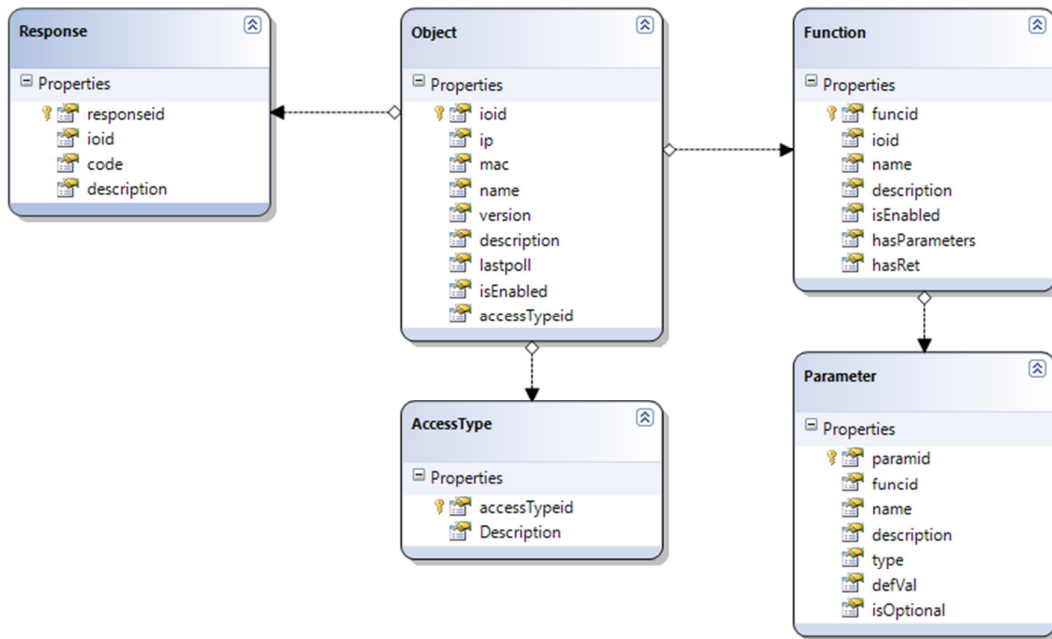 Response
Properties
responseid
ioid
code
description
Object
Properties
ioid
ip
mac
name
version
description
lastpoll
isEnabled
accessTypeid
Function
Properties
funcid
ioid
name
description
isEnabled
hasParameters
hasRet
AccessType
Properties
accessTypeid
Description
Parameter
Properties
paramid
funcid
name
description
type
defVal
isOptional